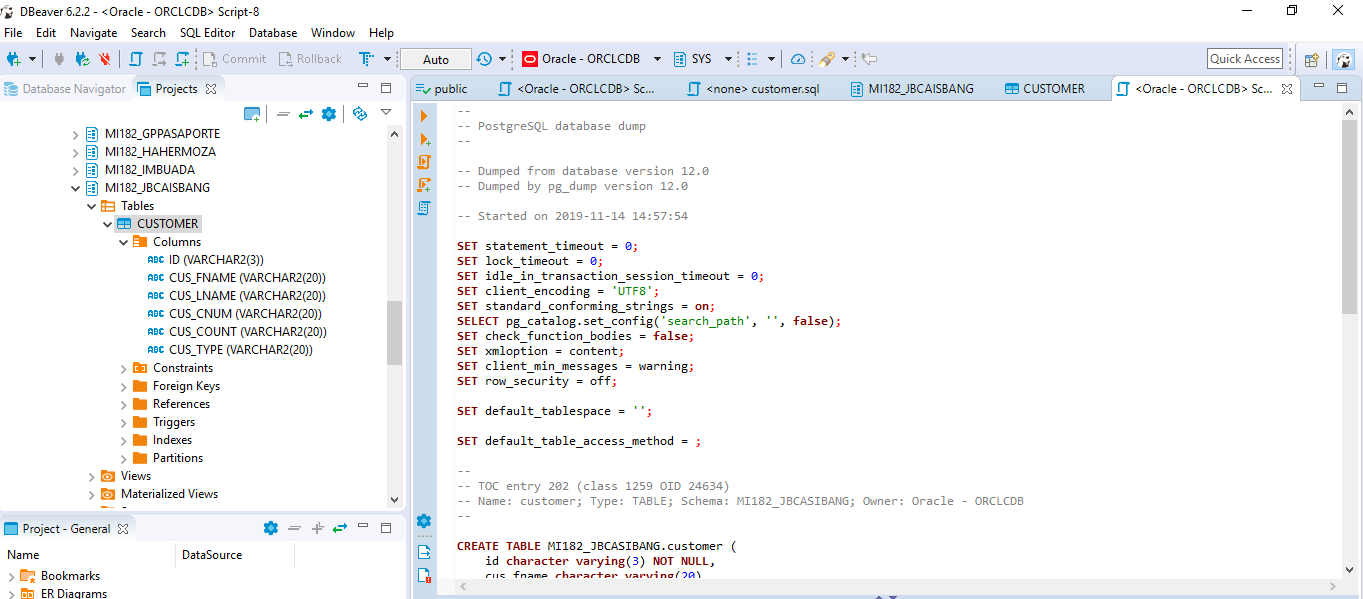 DBeaver 6.2.2 - <Oracle - ORCLCDB> Script-8
File Edit Navigate Search SQL Editor Database Window Help
Commit Rollback Auto Oracle - ORCLCDB SYS Quick Access
Database Navigator Projects
public <Oracle - ORCLCDB> Sc... <none> customer.sql MI182_JBCAISBANG CUSTOMER <Oracle - ORCLCDB> Sc...
MI182_GPPASAPORTE
MI182_HAHERMOZA
MI182_IMBUADA
MI182_JBCAISBANG
Tables
CUSTOMER
Columns
ABC ID (VARCHAR2(3))
ABC CUS_FNAME (VARCHAR2(20))
ABC CUS_LNAME (VARCHAR2(20))
ABC CUS_CNUM (VARCHAR2(20))
ABC CUS_COUNT (VARCHAR2(20))
ABC CUS_TYPE (VARCHAR2(20))
Constraints
Foreign Keys
References
Triggers
Indexes
Partitions
Views
Materialized Views
Project - General
Name DataSource
Bookmarks
ER Diagrams
--
-- PostgreSQL database dump
--
-- Dumped from database version 12.0
-- Dumped by pg_dump version 12.0
-- Started on 2019-11-14 14:57:54
SET statement_timeout = 0;
SET lock_timeout = 0;
SET idle_in_transaction_session_timeout = 0;
SET client_encoding = 'UTF8';
SET standard_conforming_strings = on;
SELECT pg_catalog.set_config('search_path', '', false);
SET check_function_bodies = false;
SET xmloption = content;
SET client_min_messages = warning;
SET row_security = off;
SET default_tablespace = '';
SET default_table_access_method = ;
--
-- TOC entry 202 (class 1259 OID 24634)
-- Name: customer; Type: TABLE; Schema: MI182_JBCASIBANG; Owner: Oracle - ORCLCDB
--
CREATE TABLE MI182_JBCASIBANG.customer (
id character varying(3) NOT NULL,
cus_fname character varying(20)